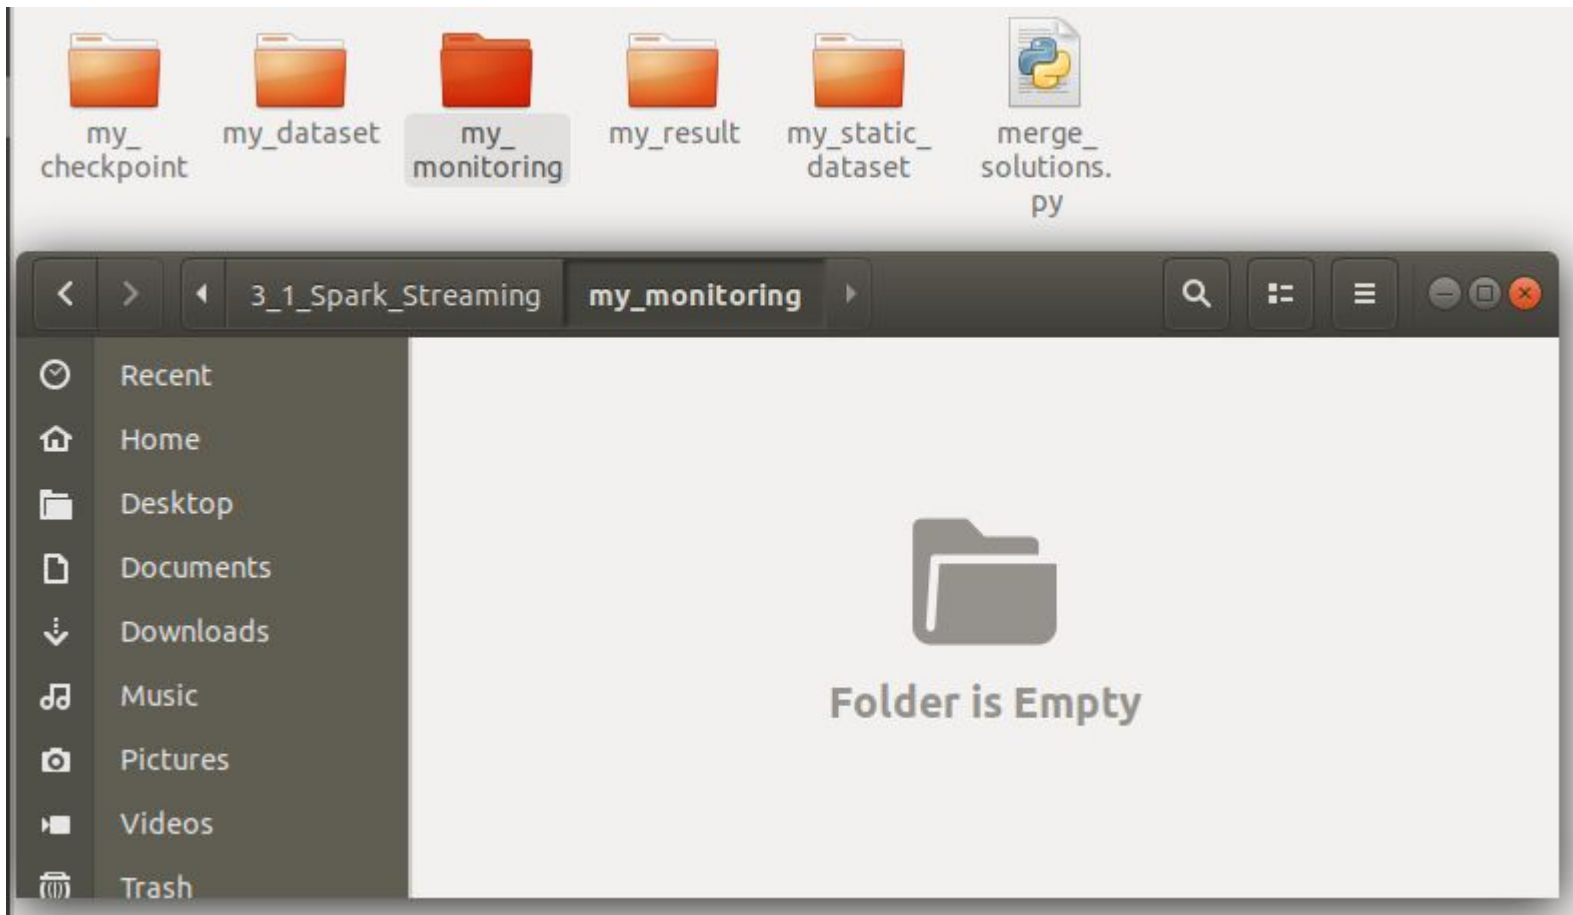 my_
checkpoint
my_dataset
my_
monitoring
my_result
my_static_
dataset
merge_
solutions.
py
3_1_Spark_Streaming
my_monitoring
Recent
Home
Desktop
Documents
Downloads
Music
Pictures
Videos
Trash
Folder is Empty